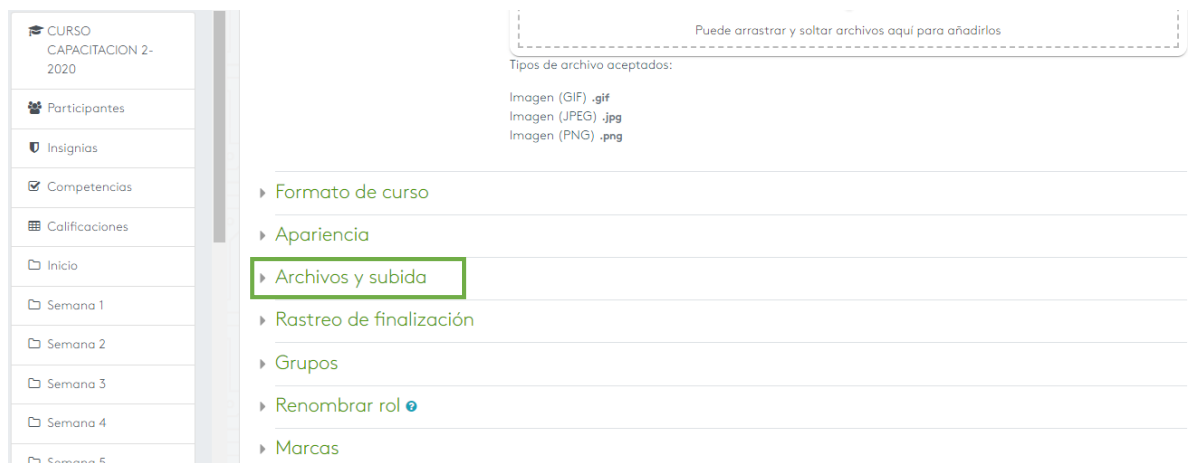 CURSO
CAPACITACION 2-
2020
Participantes
Insignias
Competencias
Calificaciones
Inicio
Semana 1
Semana 2
Semana 3
Semana 4
Semana 5
Puede arrastrar y soltar archivos aquí para añadirlos
Tipos de archivo aceptados:
Imagen (GIF) .gif
Imagen (JPEG) .jpg
Imagen (PNG) .png
Formato de curso
Apariencia
Archivos y subida
Rastreo de finalización
Grupos
Renombrar rol
Marcas